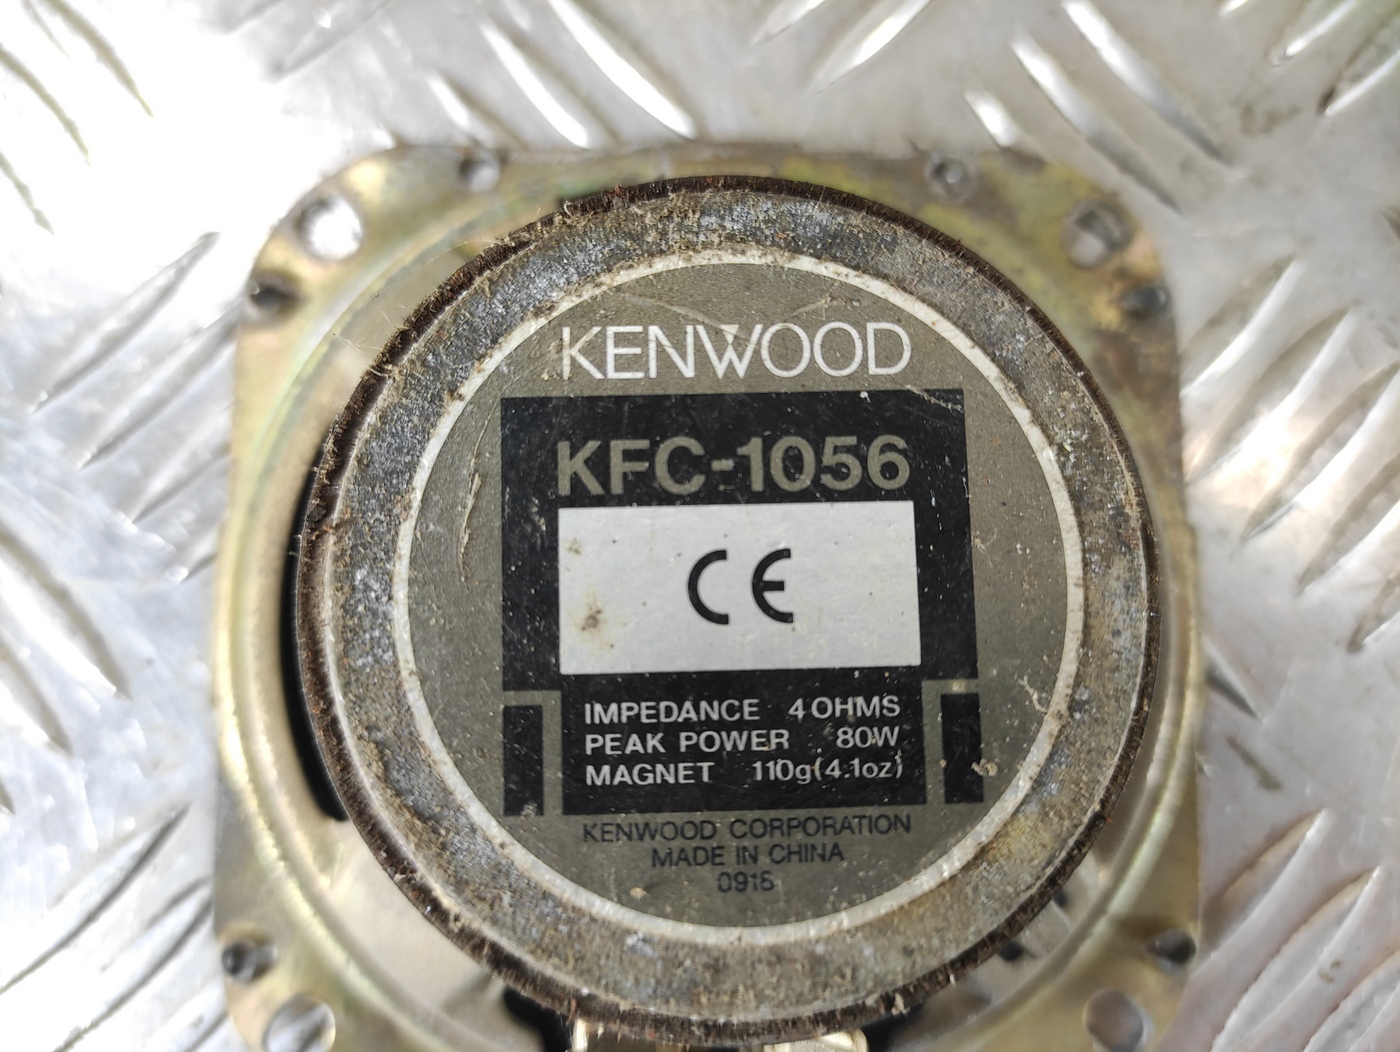 KENWOOD
KFC-1056
CE
IMPEDANCE 4 OHMS
PEAK POWER 80W
MAGNET 110g(4.1oz)
KENWOOD CORPORATION
MADE IN CHINA